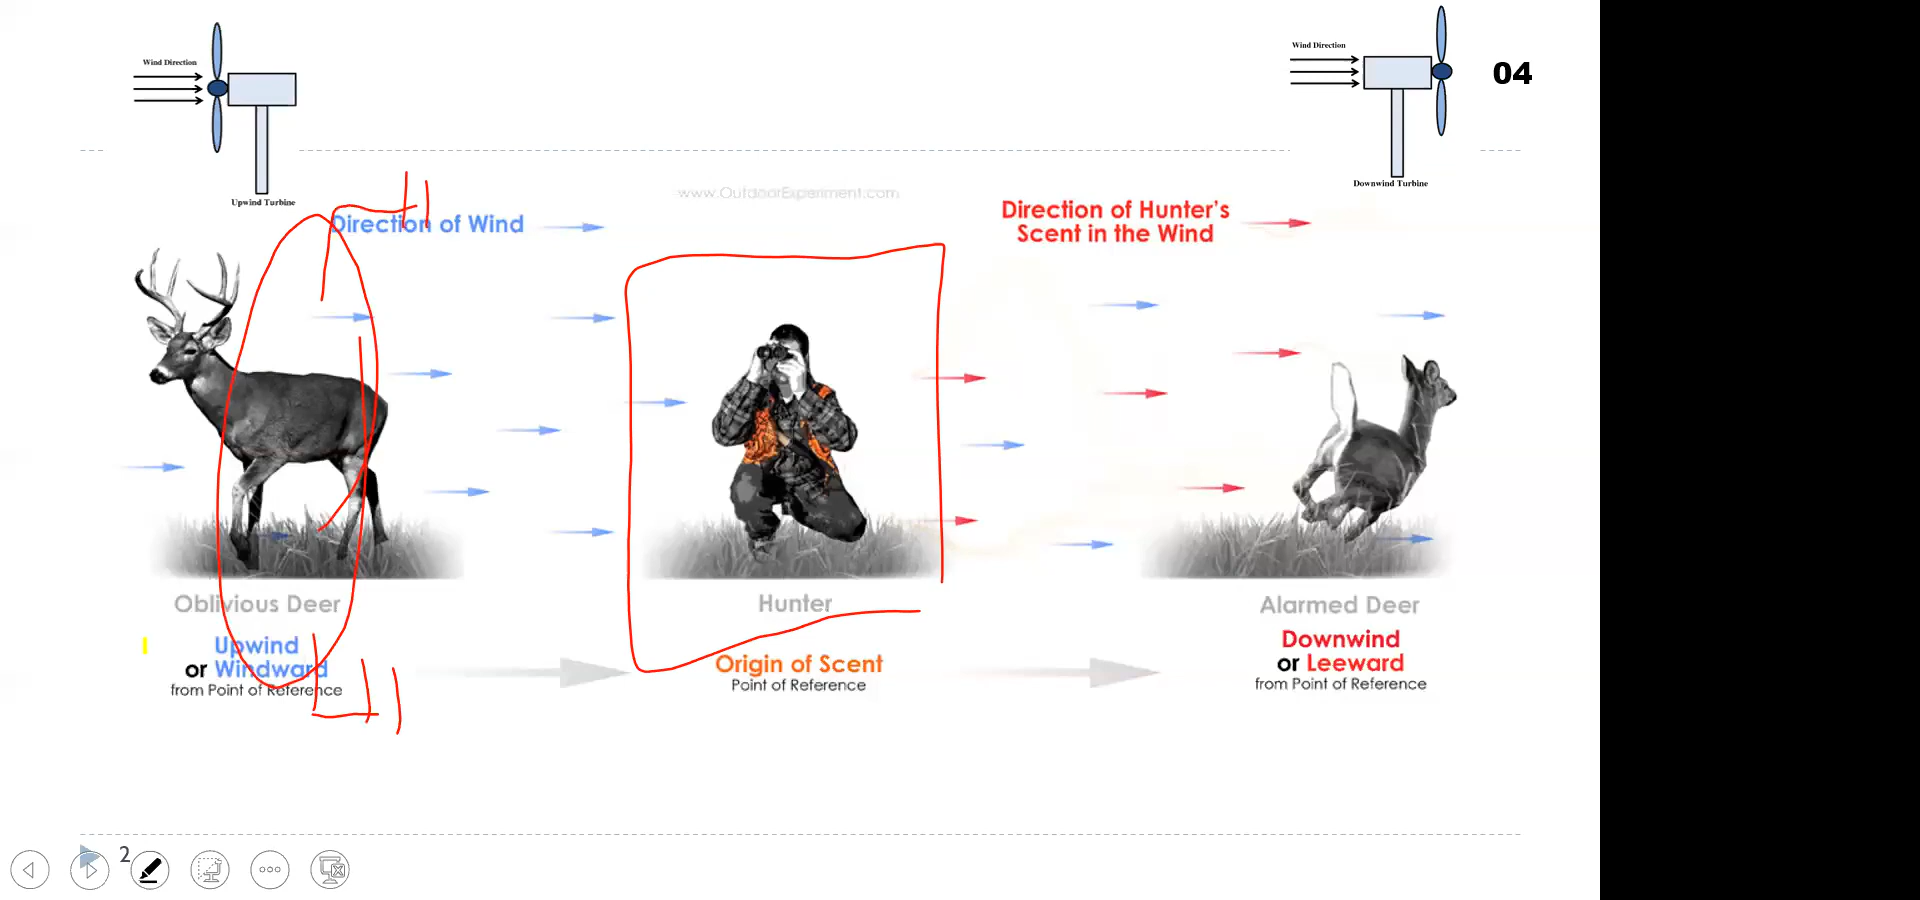 Wind Direction
Upwind Turbine
Wind Direction
04
Downwind Turbine
www.OutdoorExperiment.com
Direction of Wind
Direction of Hunter's
Scent in the Wind
Oblivious Deer
Upwind
or Windward
from Point of Reference
Hunter
Origin of Scent
Point of Reference
Alarmed Deer
Downwind
or Leeward
from Point of Reference
2